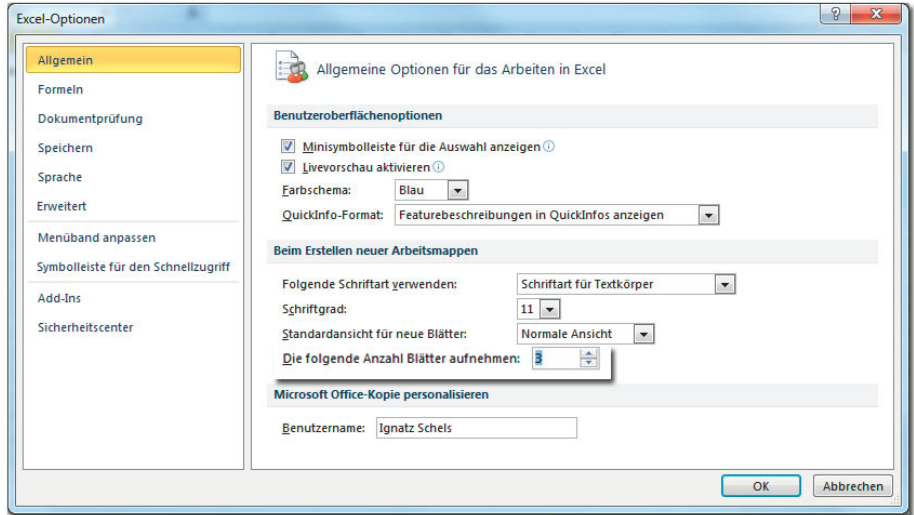 Excel-Optionen
Allgemein
Formeln
Dokumentprüfung
Speichern
Sprache
Erweitert
Menüband anpassen
Symbolleiste für den Schnellzugriff
Add-Ins
Sicherheitscenter
Allgemeine Optionen für das Arbeiten in Excel
Benutzeroberflächenoptionen
Minisymbolleiste für die Auswahl anzeigen
Livevorschau aktivieren
Farbschema: Blau
QuickInfo-Format: Featurebeschreibungen in QuickInfos anzeigen
Beim Erstellen neuer Arbeitsmappen
Folgende Schriftart verwenden: Schriftart für Textkörper
Schriftgrad: 11
Standardansicht für neue Blätter: Normale Ansicht
Die folgende Anzahl Blätter aufnehmen: 3
Microsoft Office-Kopie personalisieren
Benutzername: Ignatz Schels
OK Abbrechen